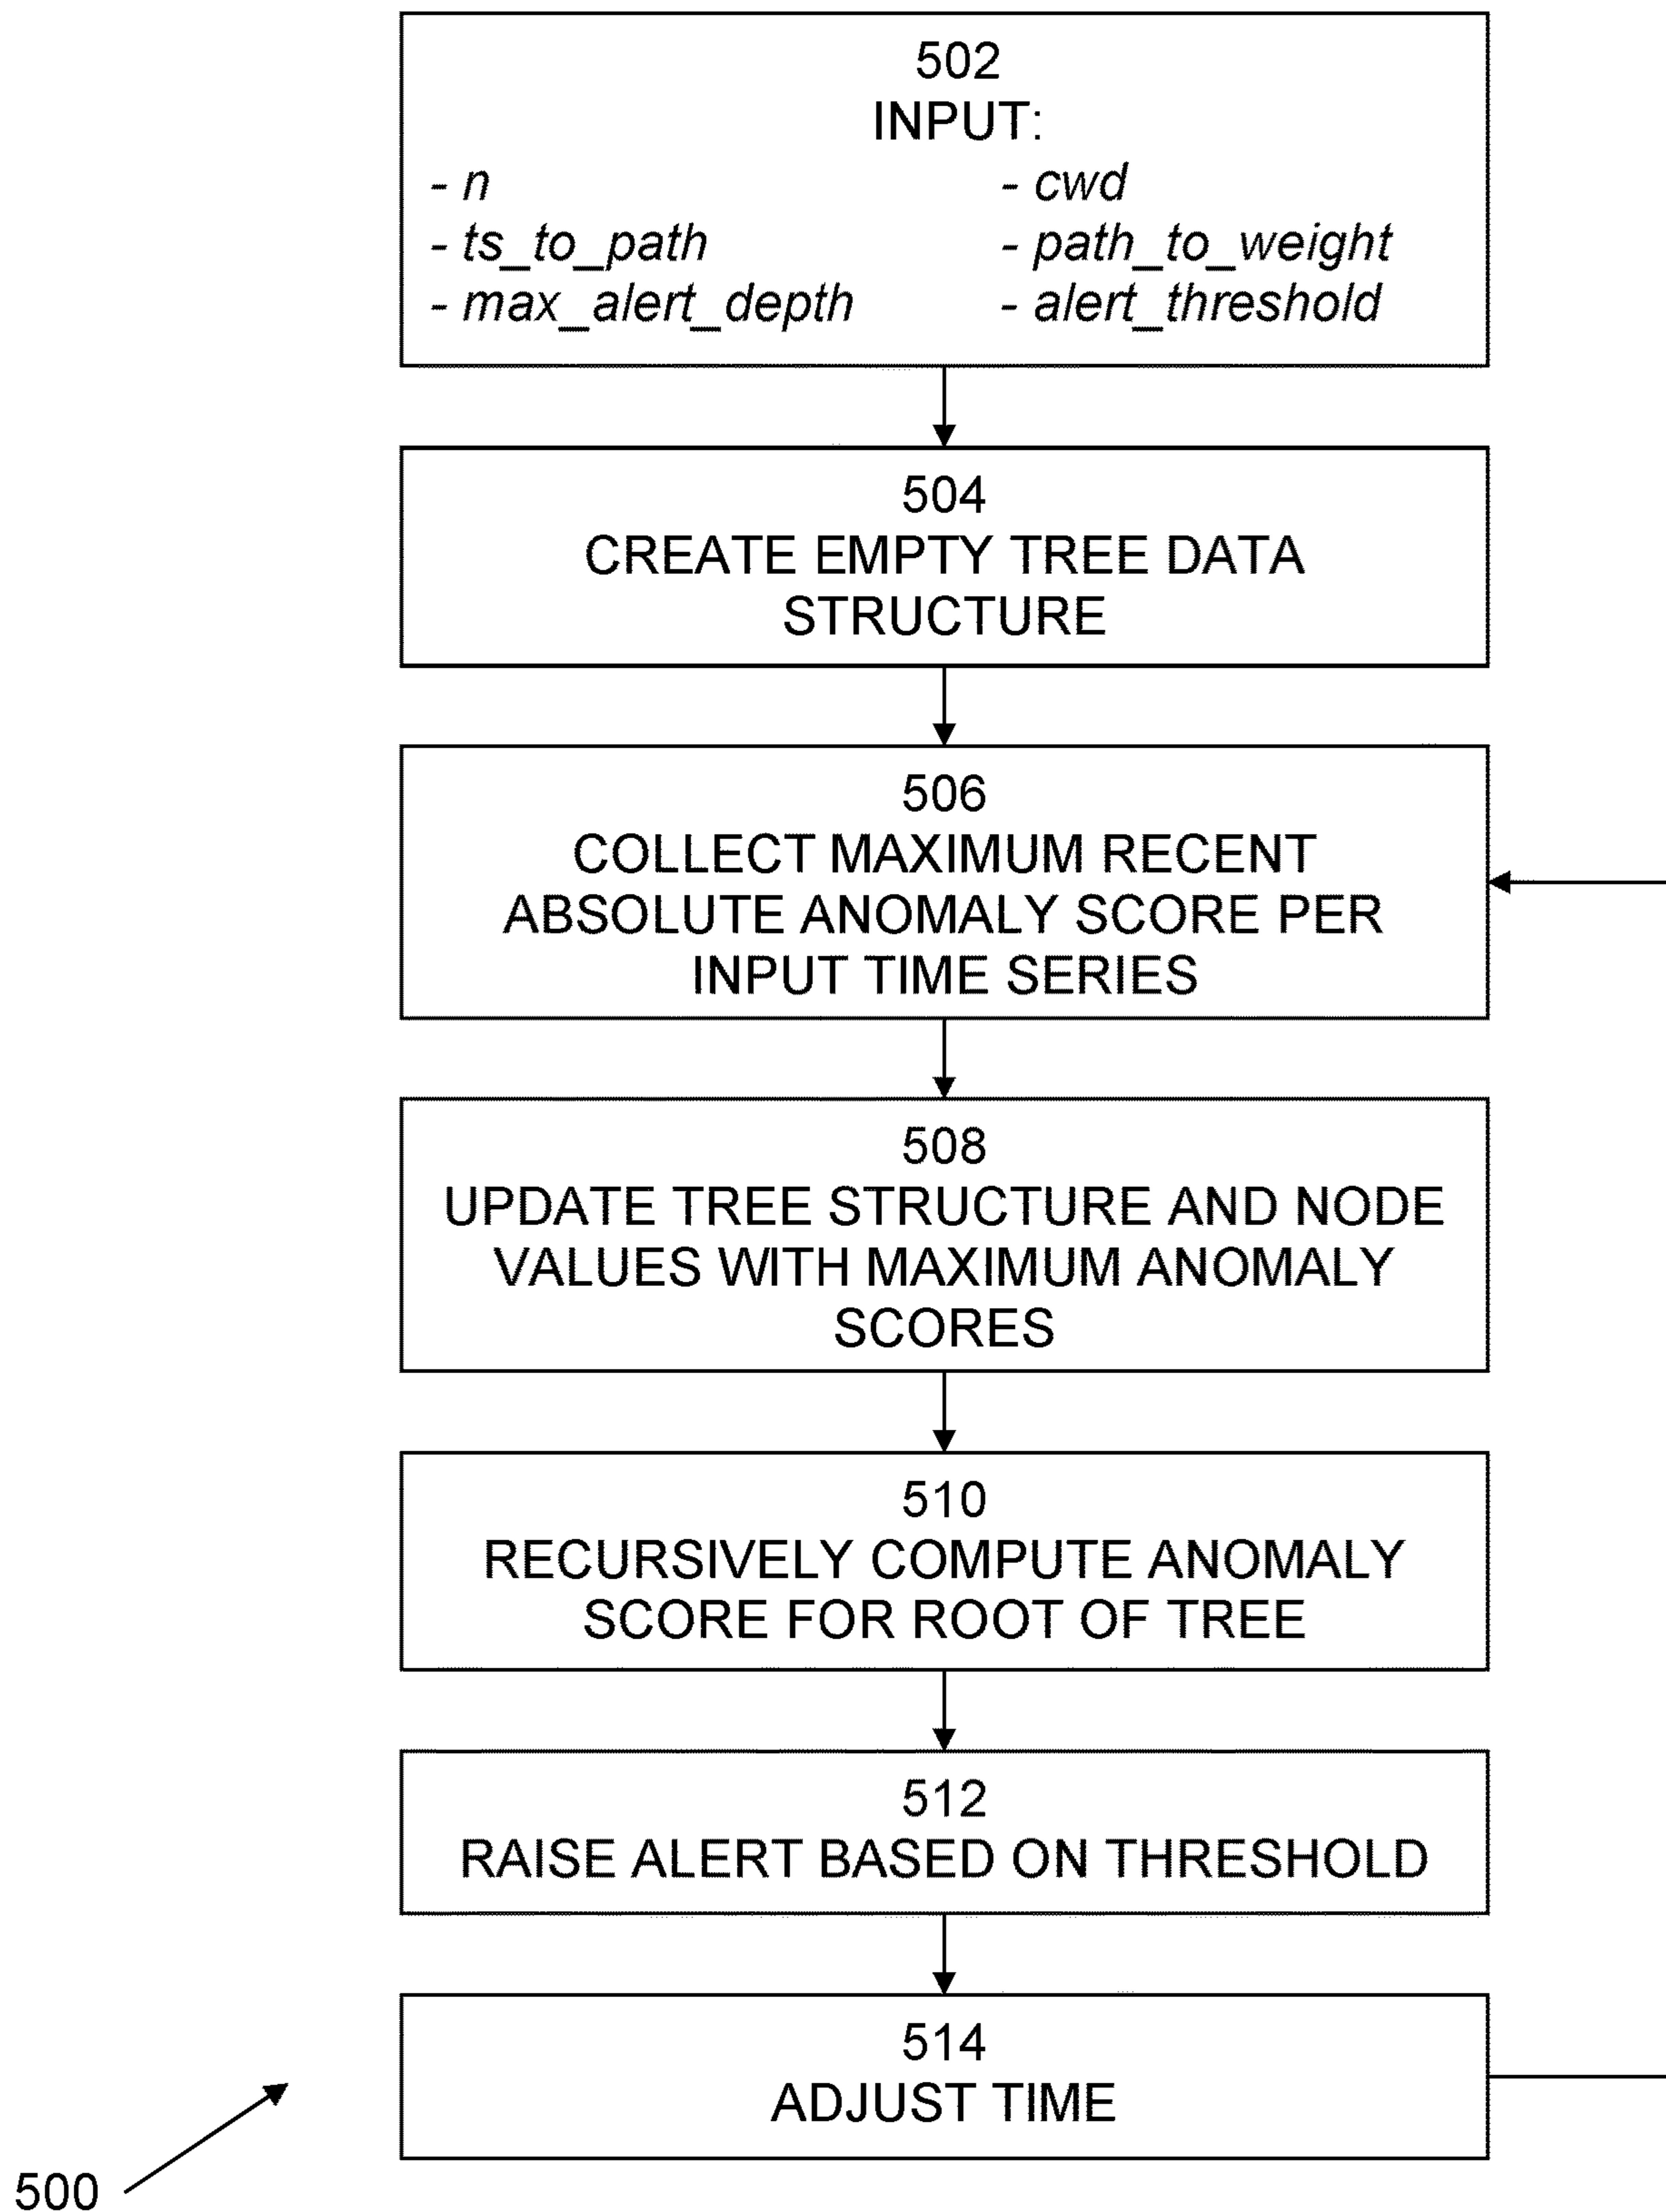 502
INPUT:
- n - cwd
- ts_to_path - path_to_weight
- max_alert_depth - alert_threshold
504
CREATE EMPTY TREE DATA
STRUCTURE
506
COLLECT MAXIMUM RECENT
ABSOLUTE ANOMALY SCORE PER
INPUT TIME SERIES
508
UPDATE TREE STRUCTURE AND NODE
VALUES WITH MAXIMUM ANOMALY
SCORES
510
RECURSIVELY COMPUTE ANOMALY
SCORE FOR ROOT OF TREE
512
RAISE ALERT BASED ON THRESHOLD
514
ADJUST TIME
500